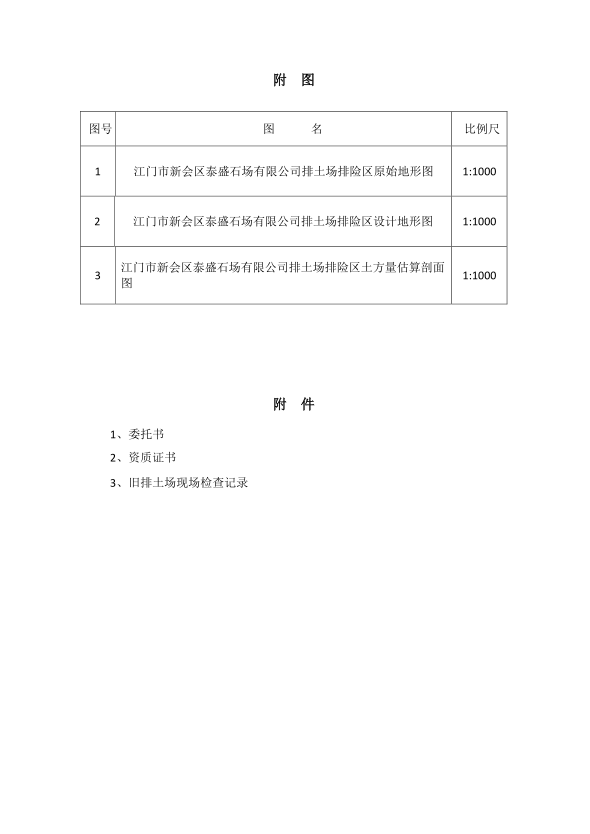 附 图
图号 图 名 比例尺
1 江门市新会区泰盛石场有限公司排土场排险区原始地形图 1:1000
2 江门市新会区泰盛石场有限公司排土场排险区设计地形图 1:1000
江门市新会区泰盛石场有限公司排土场排险区土方量估算剖面
3 1:1000
图
附 件
1、委托书
2、资质证书
3、旧排土场现场检查记录